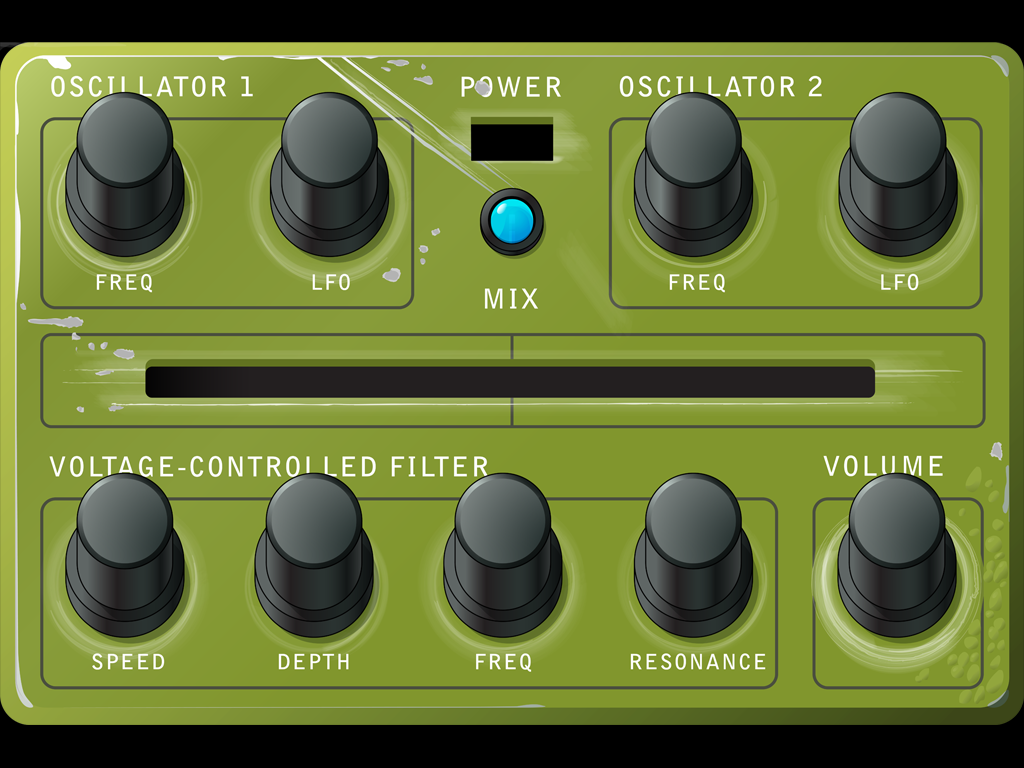 OSCILLATOR 1
POWER
OSCILLATOR 2
FREQ
LFO
FREQ
LFO
MIX
VOLTAGE-CONTROLLED FILTER
VOLUME
SPEED
DEPTH
FREQ
RESONANCE